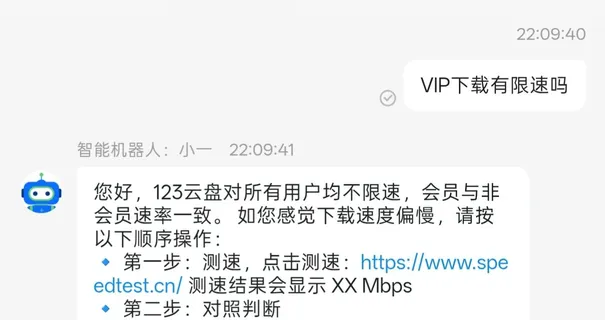 22:09:40
VIP下载有限速吗
智能机器人：小一 22:09:41
您好，123云盘对所有用户均不限速，会员与非
会员速率一致。 如您感觉下载速度偏慢，请按
以下顺序操作：
🔹 第一步：测速，点击测速：https://www.spe
edtest.cn/ 测速结果会显示 XX Mbps
🔹 第二步：对照判断